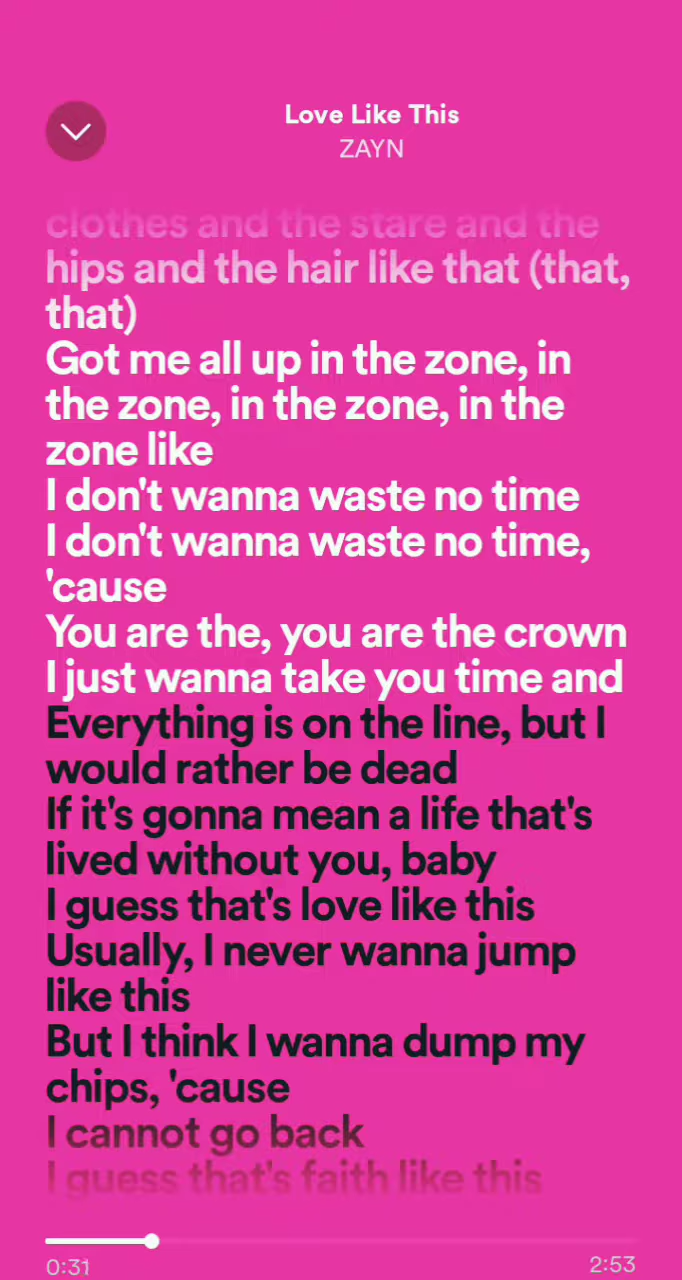 Love Like This
ZAYN
clothes and the stare and the
hips and the hair like that (that,
that)
Got me all up in the zone, in
the zone, in the zone, in the
zone like
I don't wanna waste no time
I don't wanna waste no time,
'cause
You are the, you are the crown
I just wanna take you time and
Everything is on the line, but I
would rather be dead
If it's gonna mean a life that's
lived without you, baby
I guess that's love like this
Usually, I never wanna jump
like this
But I think I wanna dump my
chips, 'cause
I cannot go back
I guess that's faith like this
0:31
2:53